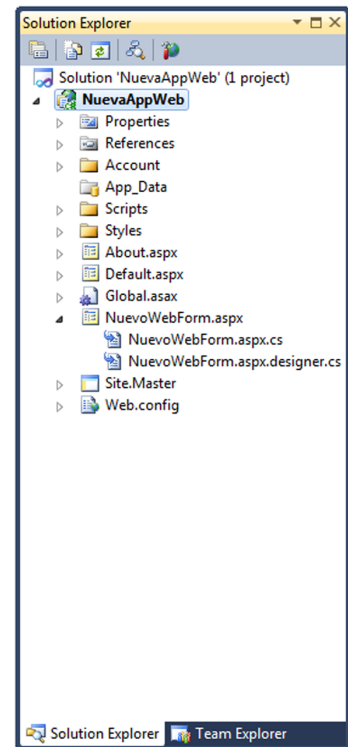 Solution Explorer
Solution 'NuevaAppWeb' (1 project)
NuevaAppWeb
Properties
References
Account
App_Data
Scripts
Styles
About.aspx
Default.aspx
Global.asax
NuevoWebForm.aspx
NuevoWebForm.aspx.cs
NuevoWebForm.aspx.designer.cs
Site.Master
Web.config
Solution Explorer Team Explorer